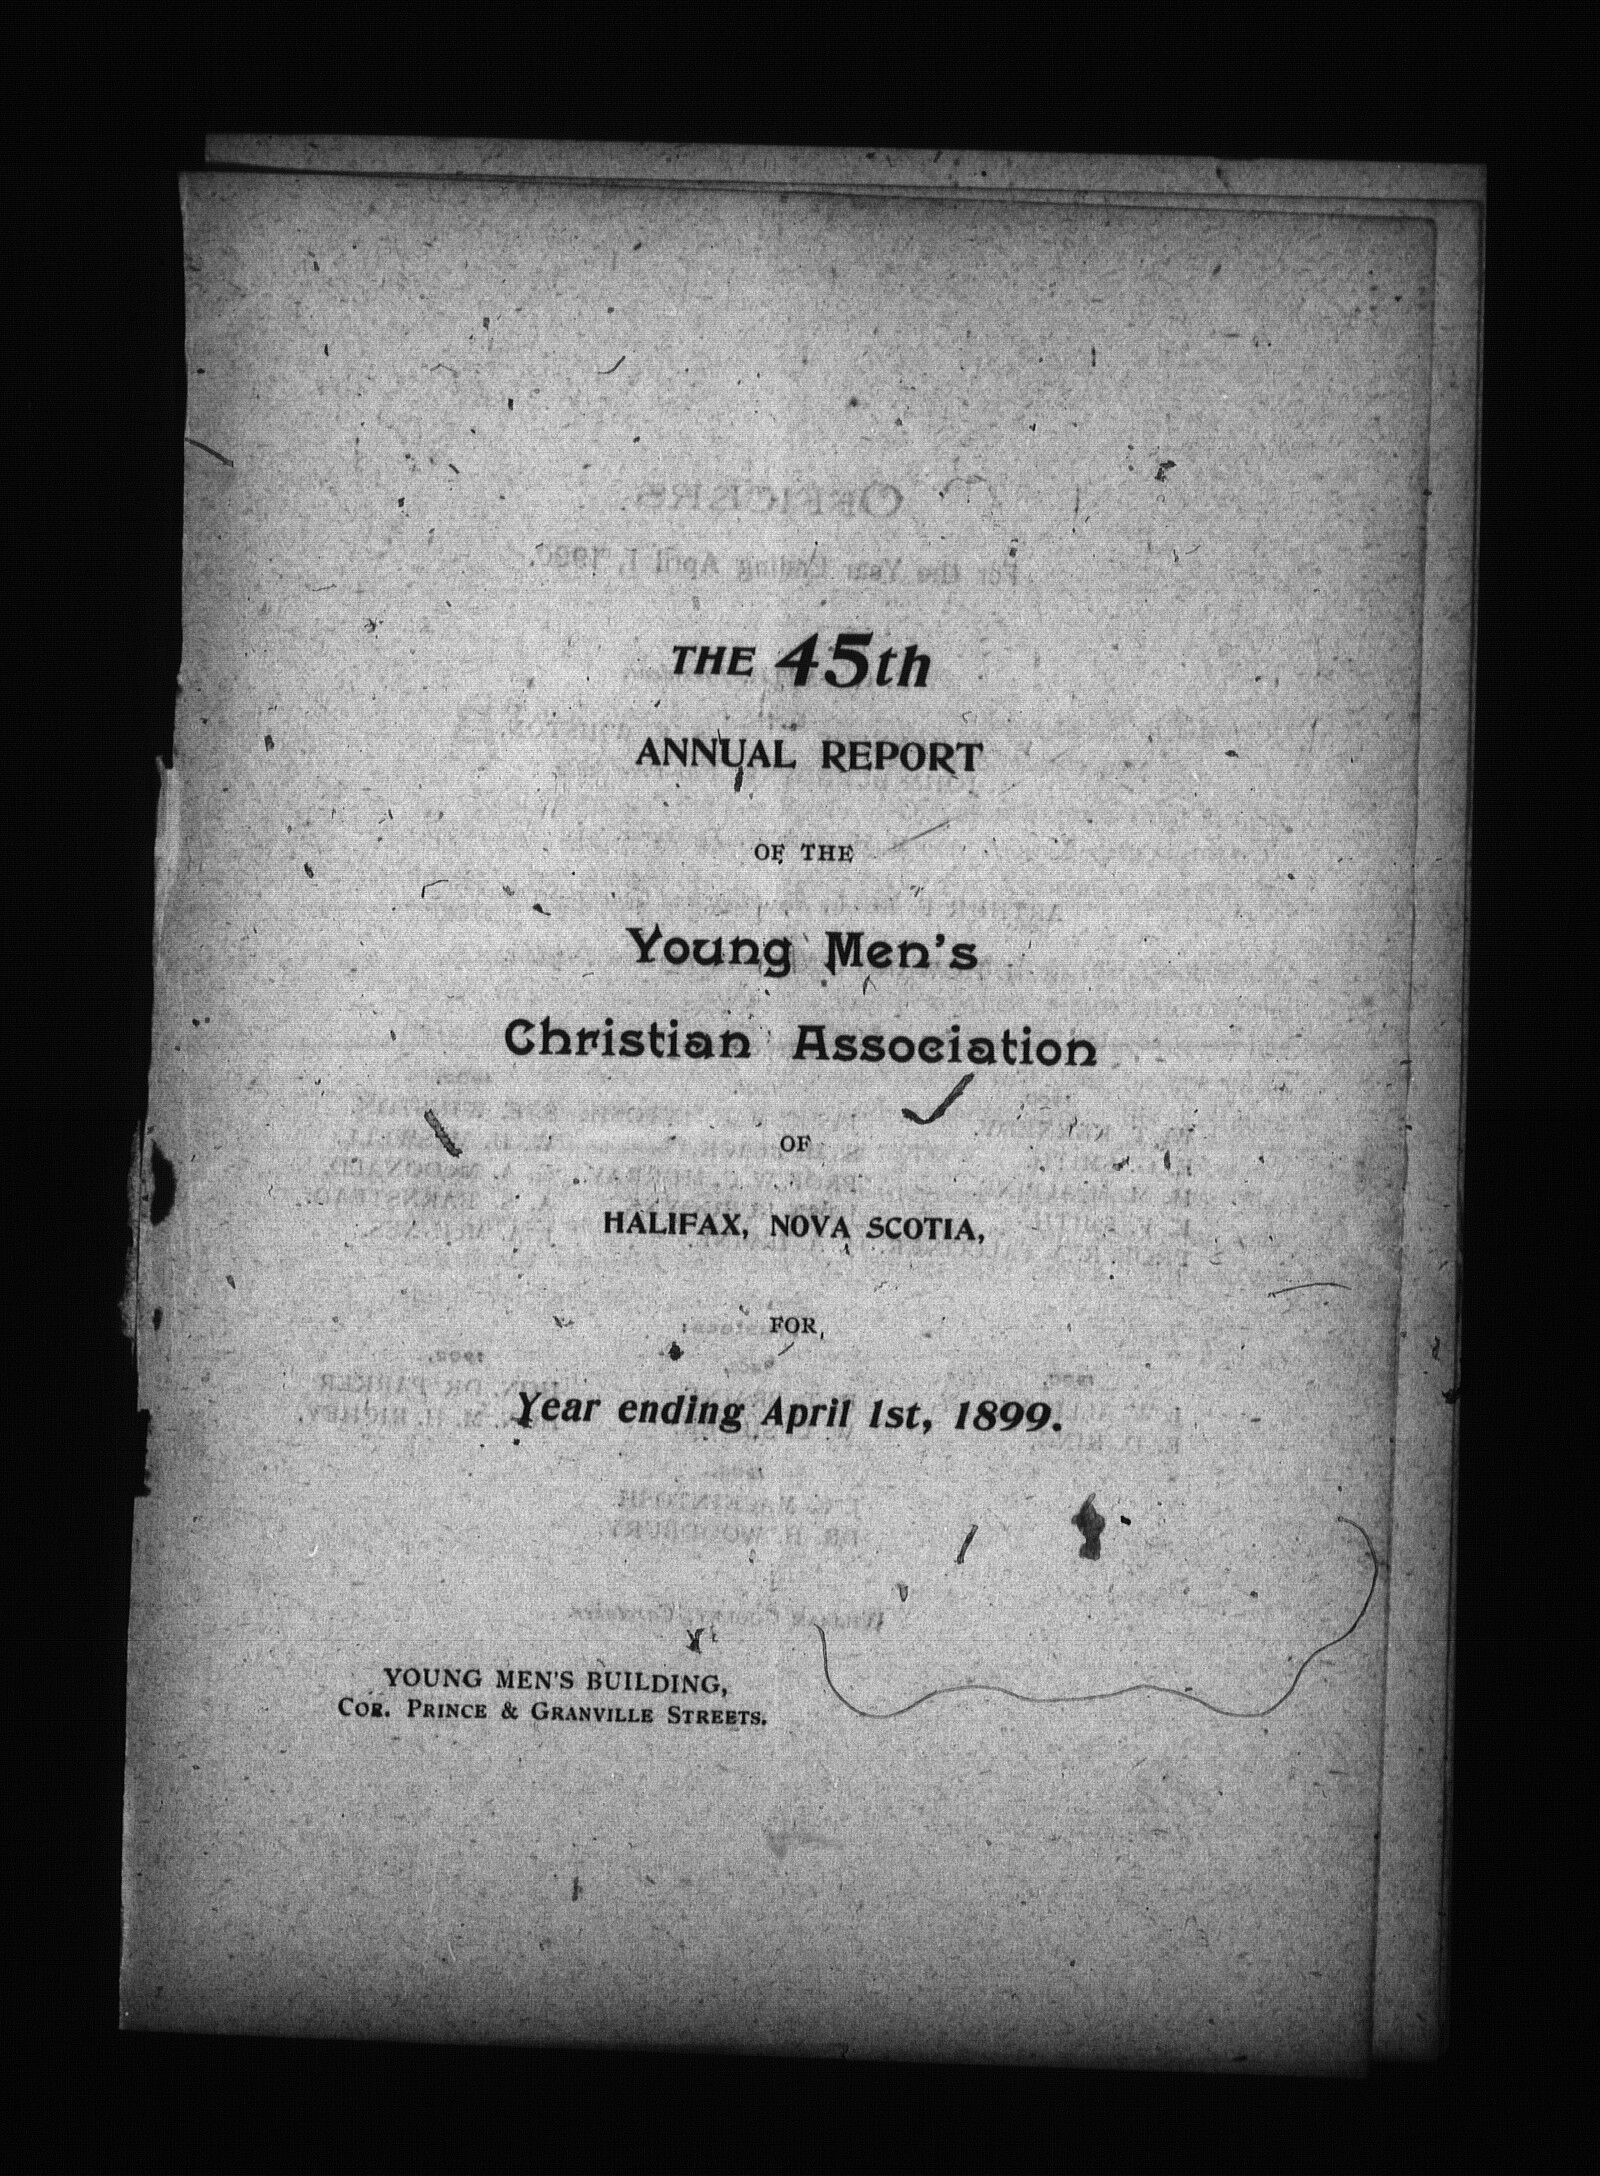 THE 45th
ANNUAL REPORT
OF THE
Young Men's
Christian Association
OF
HALIFAX, NOVA SCOTIA,
FOR
Year ending April 1st, 1899.
YOUNG MEN'S BUILDING,
COR. PRINCE & GRANVILLE STREETS.